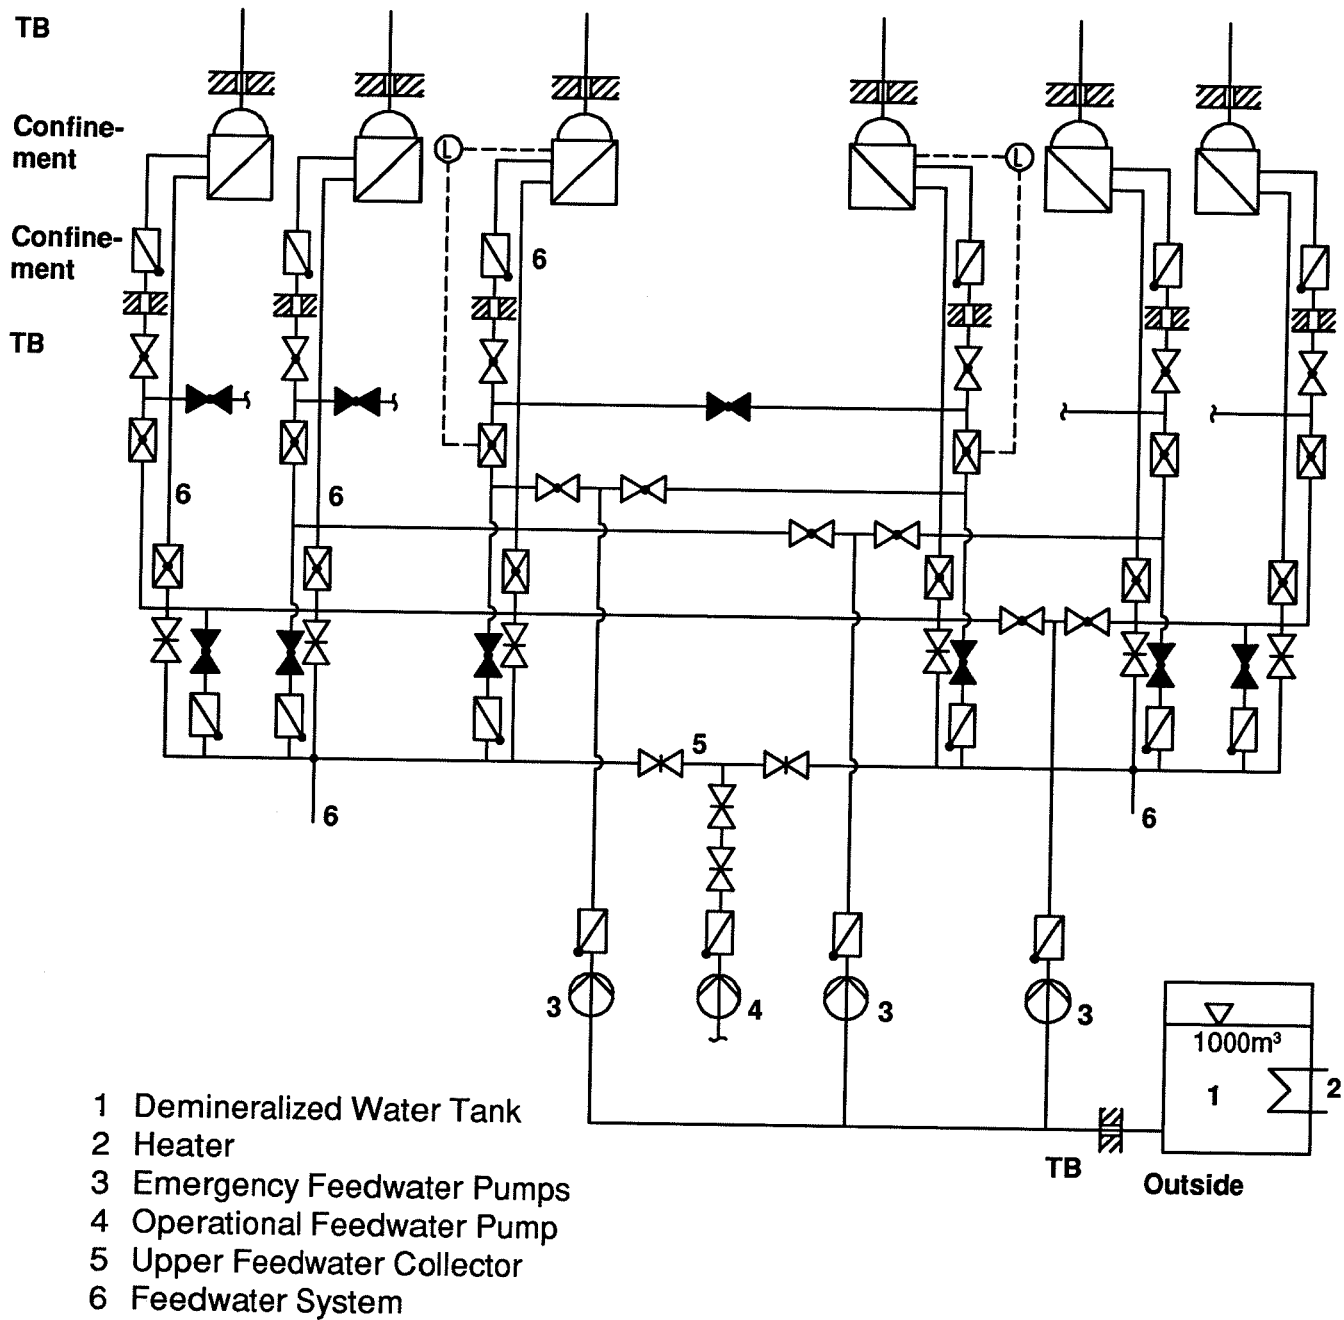 TB
Confine-
ment
L
L
Confine-
ment
6
TB
6
6
5
6
6
3
4
3
3
1000m³
1
2
TB
Outside
1 Demineralized Water Tank
2 Heater
3 Emergency Feedwater Pumps
4 Operational Feedwater Pump
5 Upper Feedwater Collector
6 Feedwater System